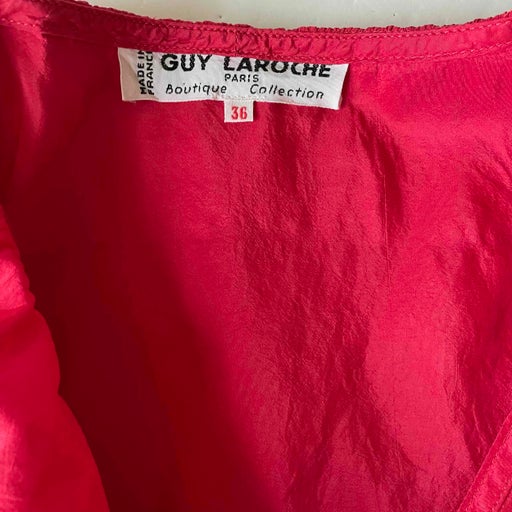 MADE IN
FRANCE
GUY LAROCHE
PARIS
Boutique Collection
36